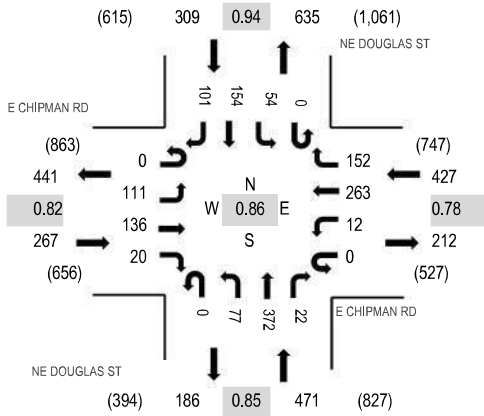 (615) 309 0.94 635 (1,061)
NE DOUGLAS ST
E CHIPMAN RD
101 154 54 0
(863) (747)
0 152
441 427
111 263
N
0.82 W 0.86 E 0.78
136 12
S
267 212
20 0
(656) (527)
0 77 372 22
E CHIPMAN RD
NE DOUGLAS ST
(394) 186 0.85 471 (827)